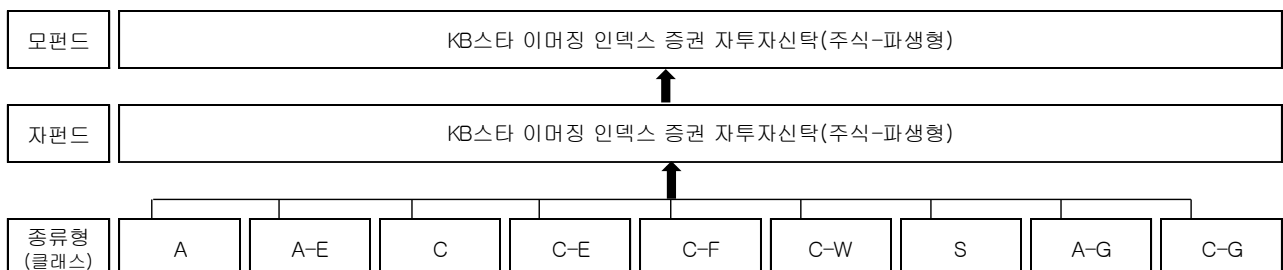 모펀드
KB스타 이머징 인덱스 증권 자투자신탁(주식-파생형)
자펀드
KB스타 이머징 인덱스 증권 자투자신탁(주식-파생형)
종류형
(클래스)
A
A-E
C
C-E
C-F
C-W
S
A-G
C-G